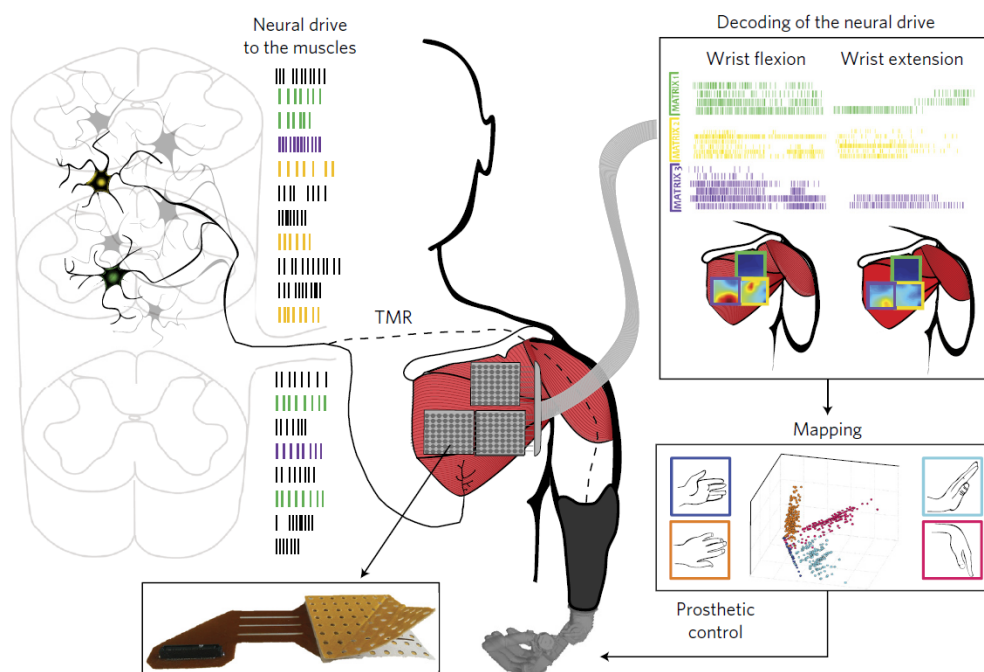 Neural drive
to the muscles
TMR
Decoding of the neural drive
Wrist flexion
Wrist extension
MATRIX 1
MATRIX 2
MATRIX 3
Mapping
Prosthetic
control